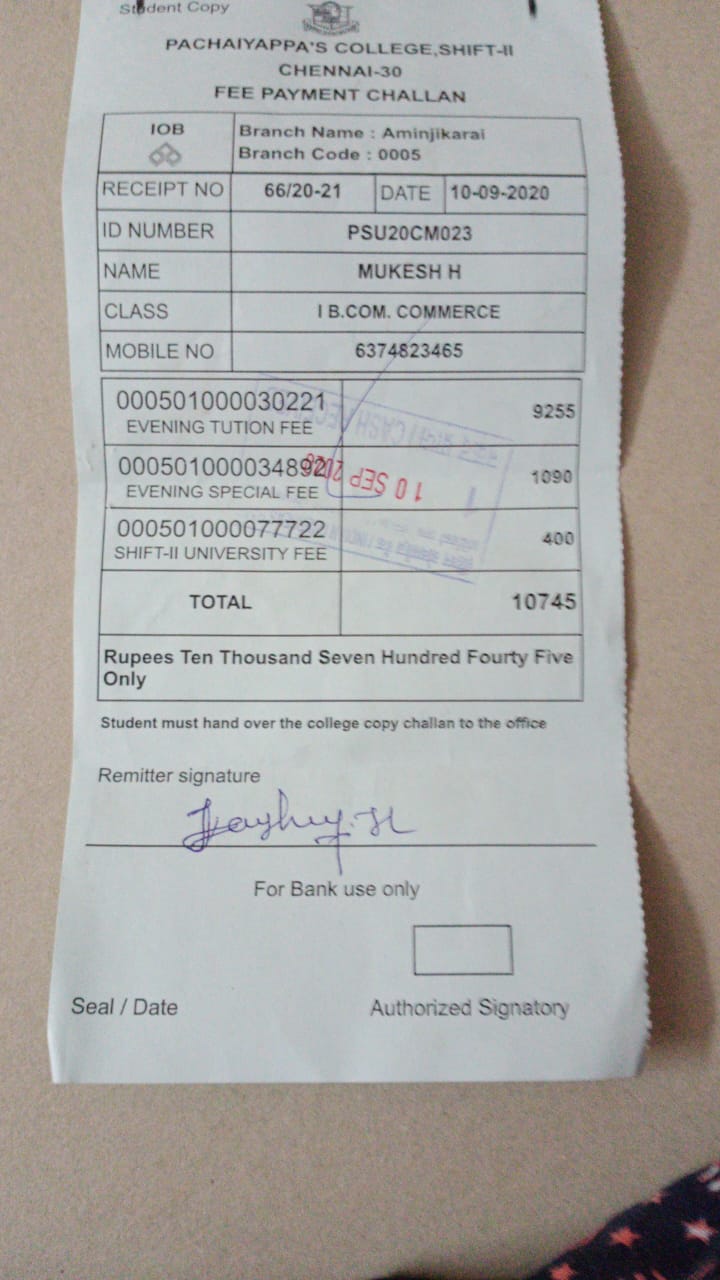 Student Copy
PACHAIYAPPA'S COLLEGE,SHIFT-II
CHENNAI-30
FEE PAYMENT CHALLAN
IOB
Branch Name : Aminjikarai
Branch Code : 0005
RECEIPT NO 66/20-21 DATE 10-09-2020
ID NUMBER PSU20CM023
NAME MUKESH H
CLASS I B.COM. COMMERCE
MOBILE NO 6374823465
000501000030221
EVENING TUTION FEE 9255
EVENING SPECIAL FEE 1090
10 SEP 2020
000501000077722
SHIFT-II UNIVERSITY FEE 400
TOTAL 10745
Rupees Ten Thousand Seven Hundred Fourty Five
Only
Student must hand over the college copy challan to the office
Remitter signature
For Bank use only
Seal / Date Authorized Signatory